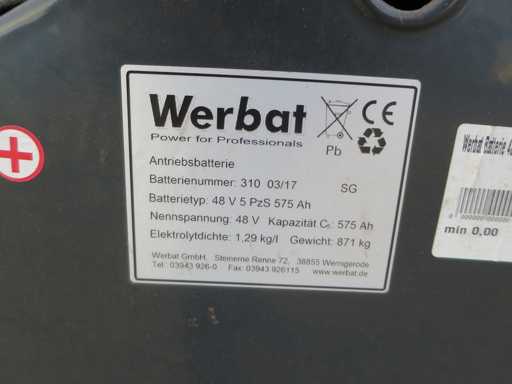 Werbat
Power for Professionals
Pb
Antriebsbatterie
Batterienummer: 310 03/17 SG
Batterietyp: 48 V 5 PzS 575 Ah
Nennspannung: 48 V Kapazität C₅: 575 Ah
Elektrolytdichte: 1,29 kg/l Gewicht: 871 kg
Werbat GmbH, Steinerne Renne 72, 38855 Wernigerode
Tel: 03943 926-0 Fax: 03943 926115 www.werbat.de
Werbat Batterie
min 0,00